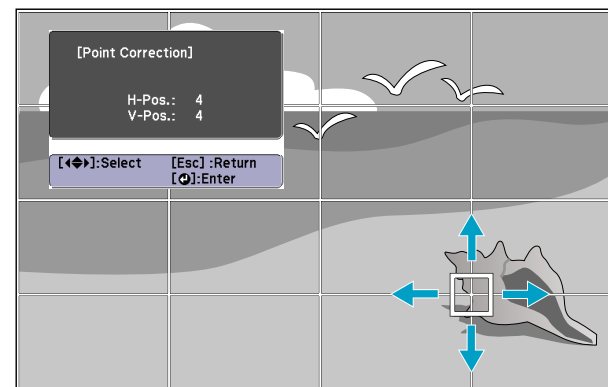 [Point Correction]
H-Pos.: 4
V-Pos.: 4
[◀◆▶]:Select [Esc] :Return
[↵]:Enter